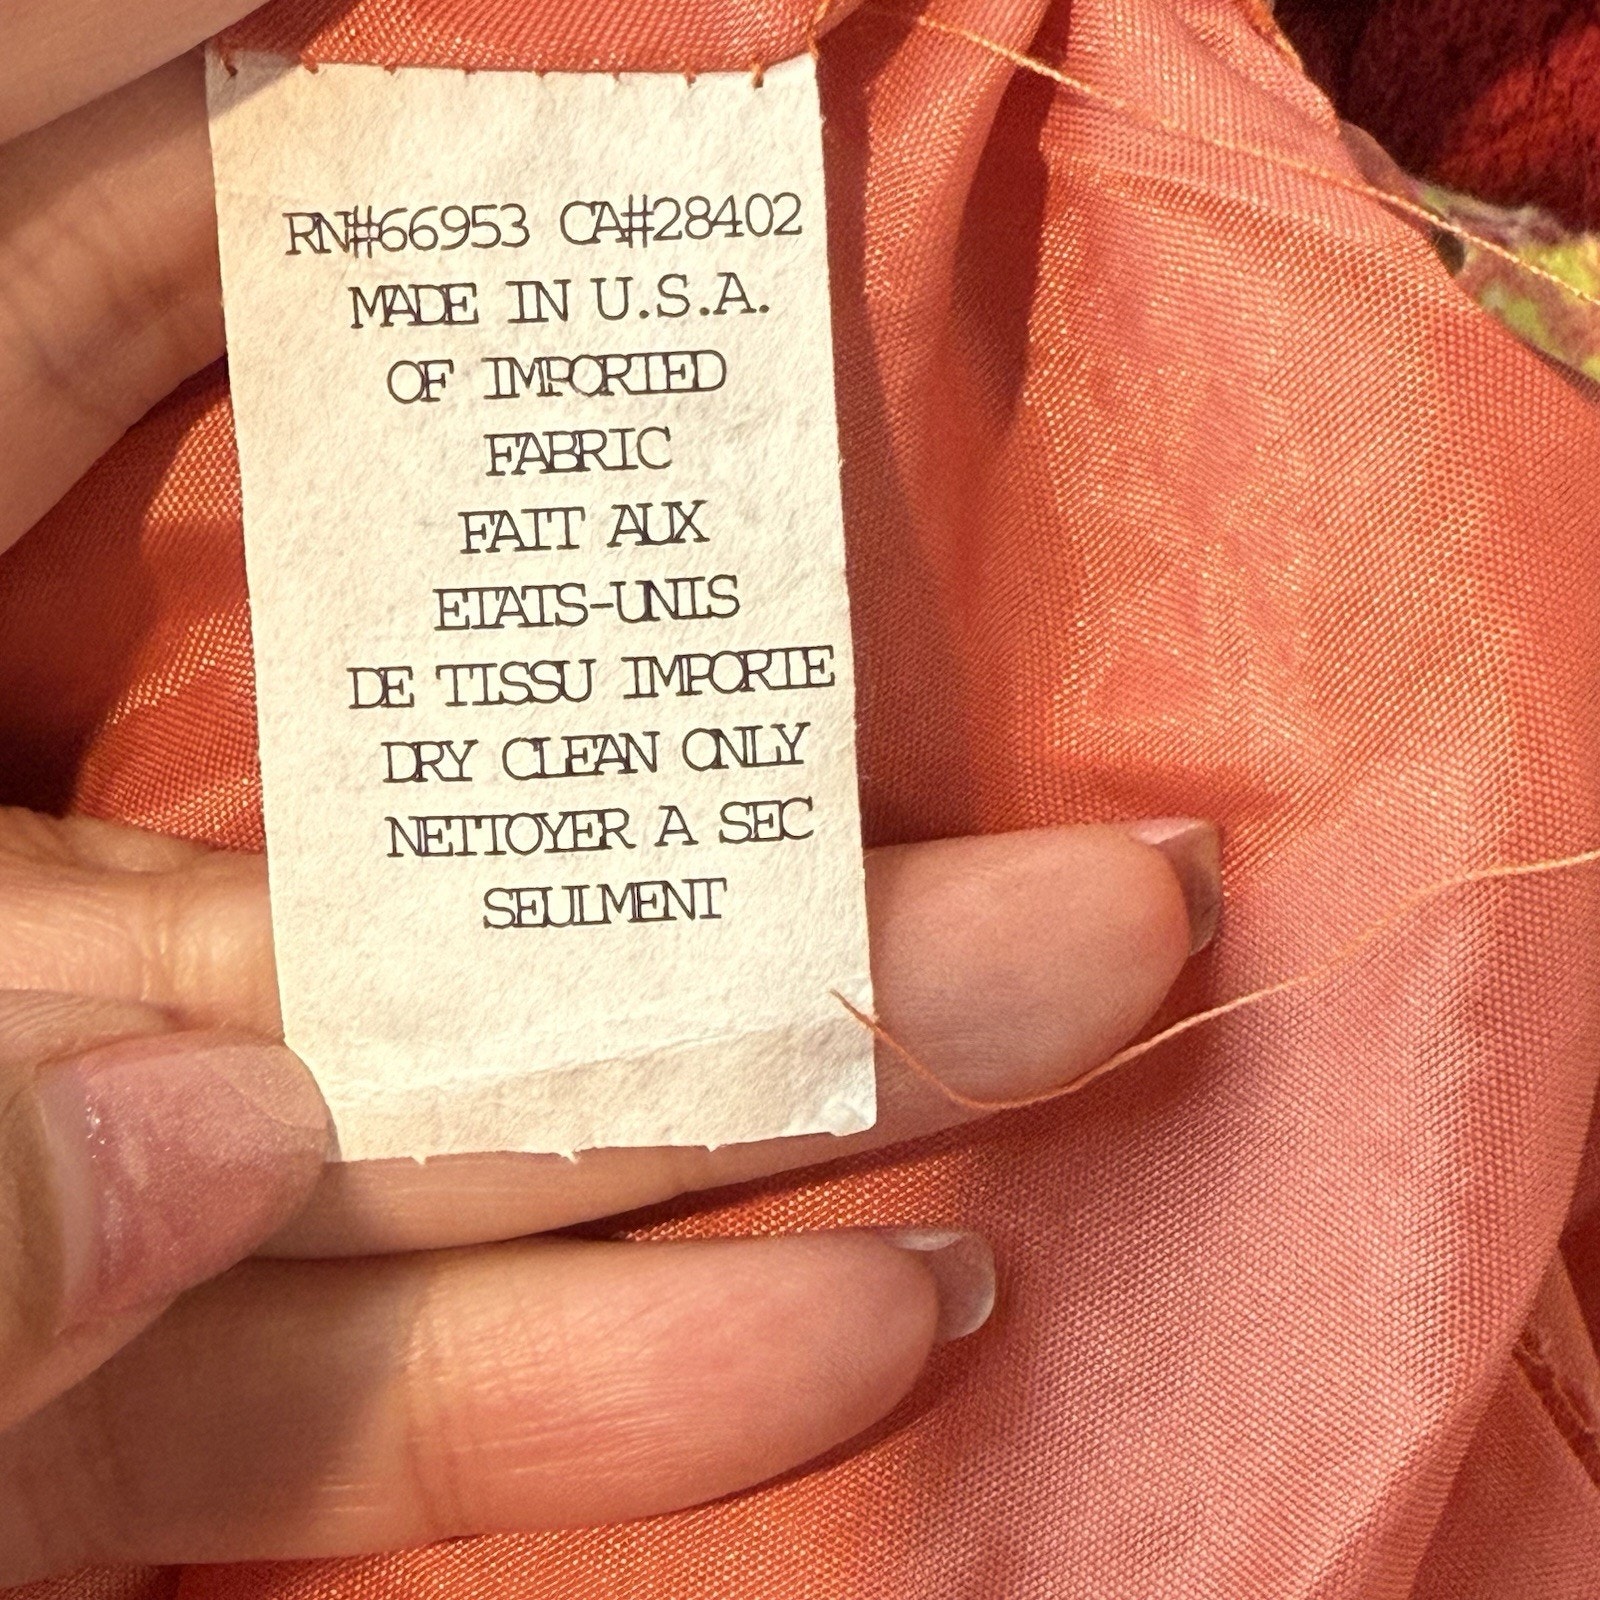 RN#66953 CA#28402
MADE IN U.S.A.
OF IMPORTED
FABRIC
FAIT AUX
ETATS-UNIS
DE TISSU IMPORTE
DRY CLEAN ONLY
NETTOYER A SEC
SEULMENT